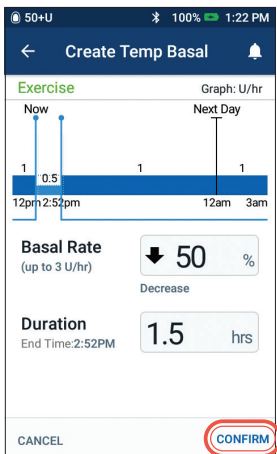 50+U 100% 1:22 PM
Create Temp Basal
Exercise Graph: U/hr
Now Next Day
1 0.5 1 1
12pm 2:52pm 12am 3am
Basal Rate 50 %
(up to 3 U/hr)
Decrease
Duration 1.5 hrs
End Time:2:52PM
CANCEL CONFIRM